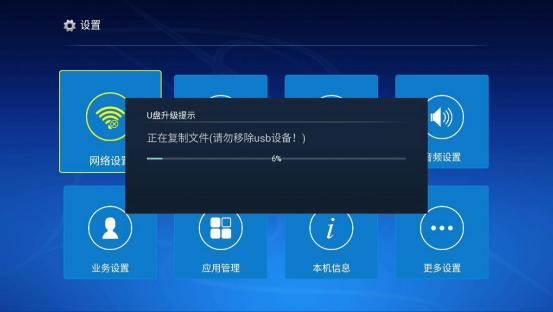 设置
U盘升级提示
正在复制文件(请勿移除usb设备！)
6%
网络设置
音频设置
业务设置
应用管理
本机信息
更多设置